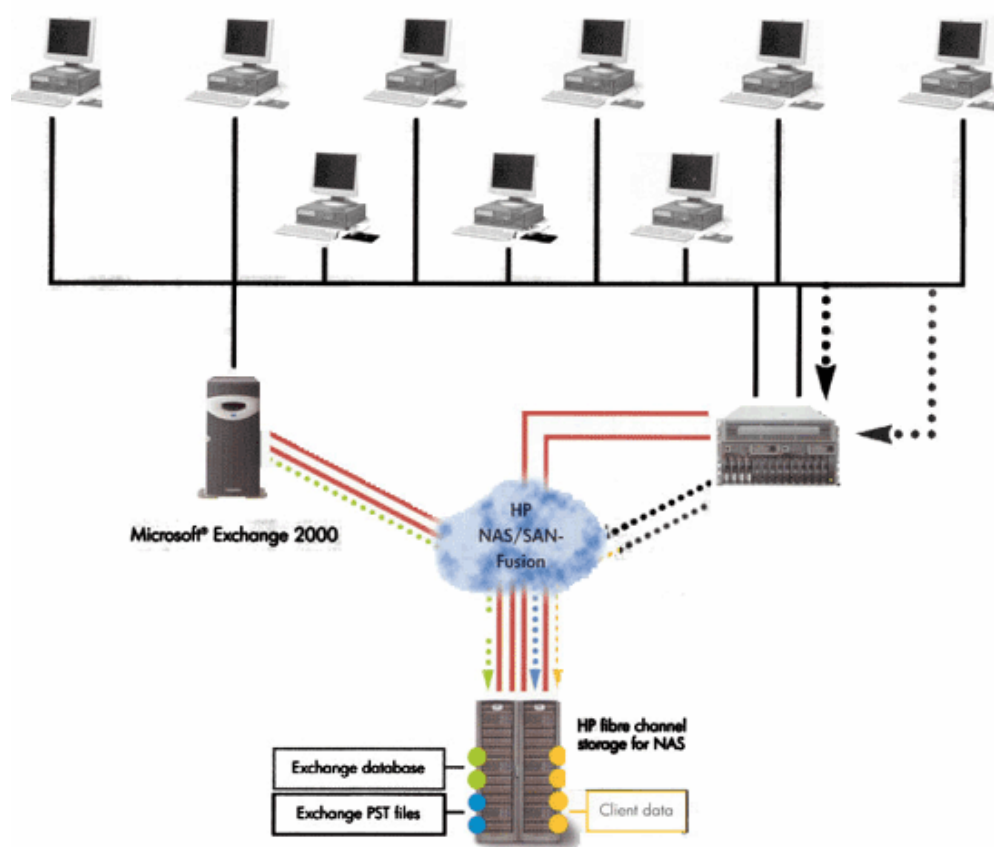 HP
NAS/SAN-
Fusion
Microsoft® Exchange 2000
HP fibre channel
storage for NAS
Exchange database
Exchange PST files
Client data